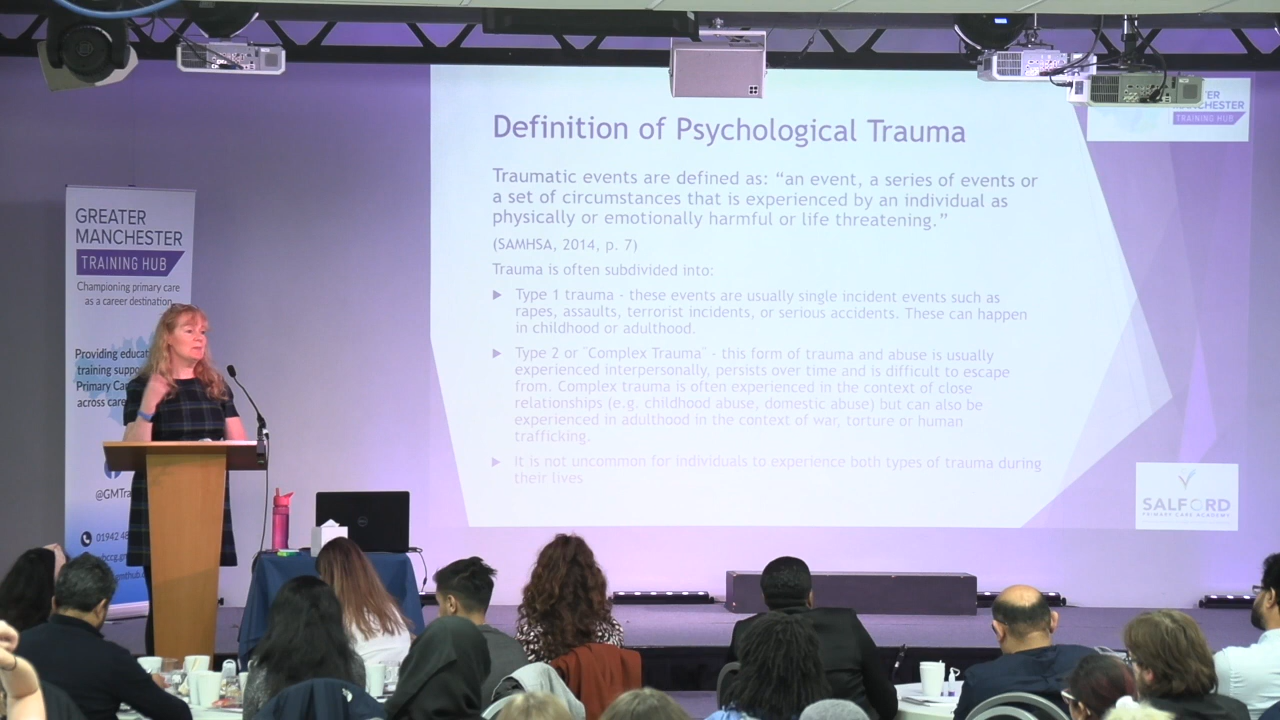 ER
CHESTER
TRAINING HUB
Definition of Psychological Trauma
Traumatic events are defined as: “an event, a series of events or
a set of circumstances that is experienced by an individual as
physically or emotionally harmful or life threatening.”
(SAMHSA, 2014, p. 7)
Trauma is often subdivided into:
Type 1 trauma - these events are usually single incident events such as
rapes, assaults, terrorist incidents, or serious accidents. These can happen
in childhood or adulthood.
Type 2 or "Complex Trauma" - this form of trauma and abuse is usually
experienced interpersonally, persists over time and is difficult to escape
from. Complex trauma is often experienced in the context of close
relationships (e.g. childhood abuse, domestic abuse) but can also be
experienced in adulthood in the context of war, torture or human
trafficking.
It is not uncommon for individuals to experience both types of trauma during
their lives
SALFORD
PRIMARY CARE ACADEMY
GREATER
MANCHESTER
TRAINING HUB
Championing primary care
as a career destination
Providing educat
training suppo
Primary Car
across care
@GMTra
01942 48